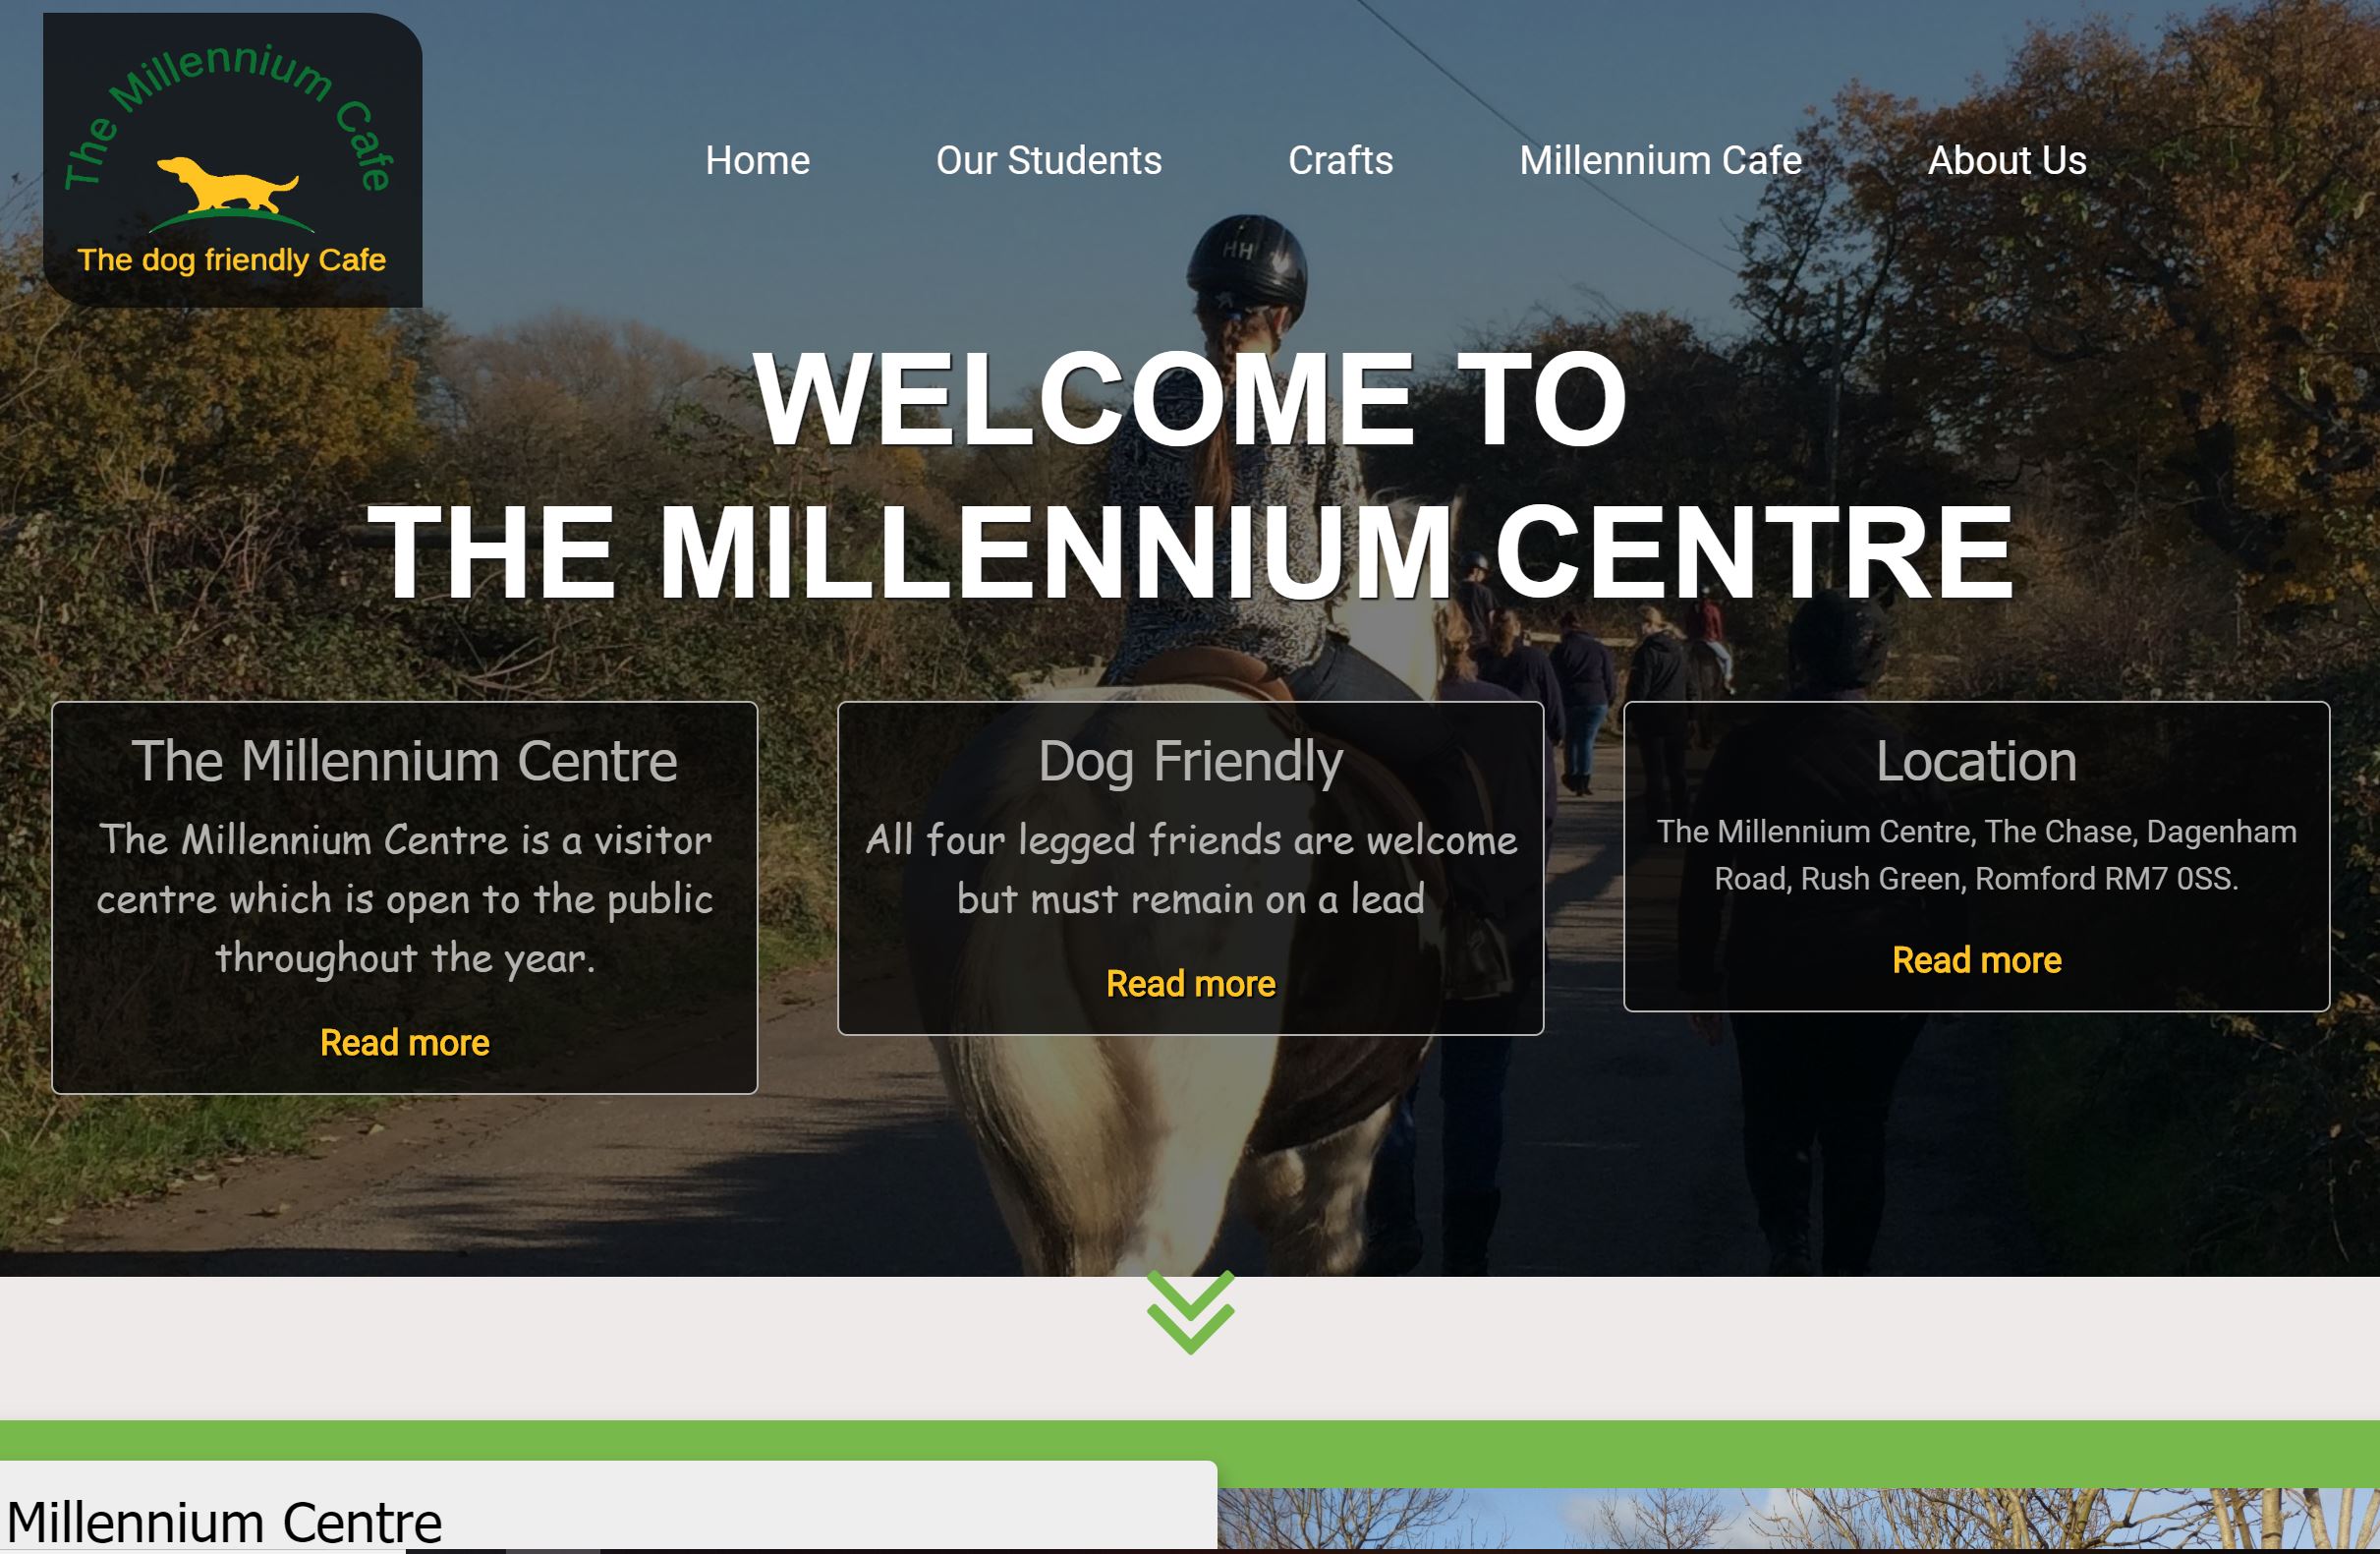 The Millennium Cafe
The dog friendly Cafe
Home
Our Students
Crafts
Millennium Cafe
About Us
HH
WELCOME TO
THE MILLENNIUM CENTRE
The Millennium Centre
The Millennium Centre is a visitor
centre which is open to the public
throughout the year.
Read more
Dog Friendly
All four legged friends are welcome
but must remain on a lead
Read more
Location
The Millennium Centre, The Chase, Dagenham
Road, Rush Green, Romford RM7 0SS.
Read more
Millennium Centre